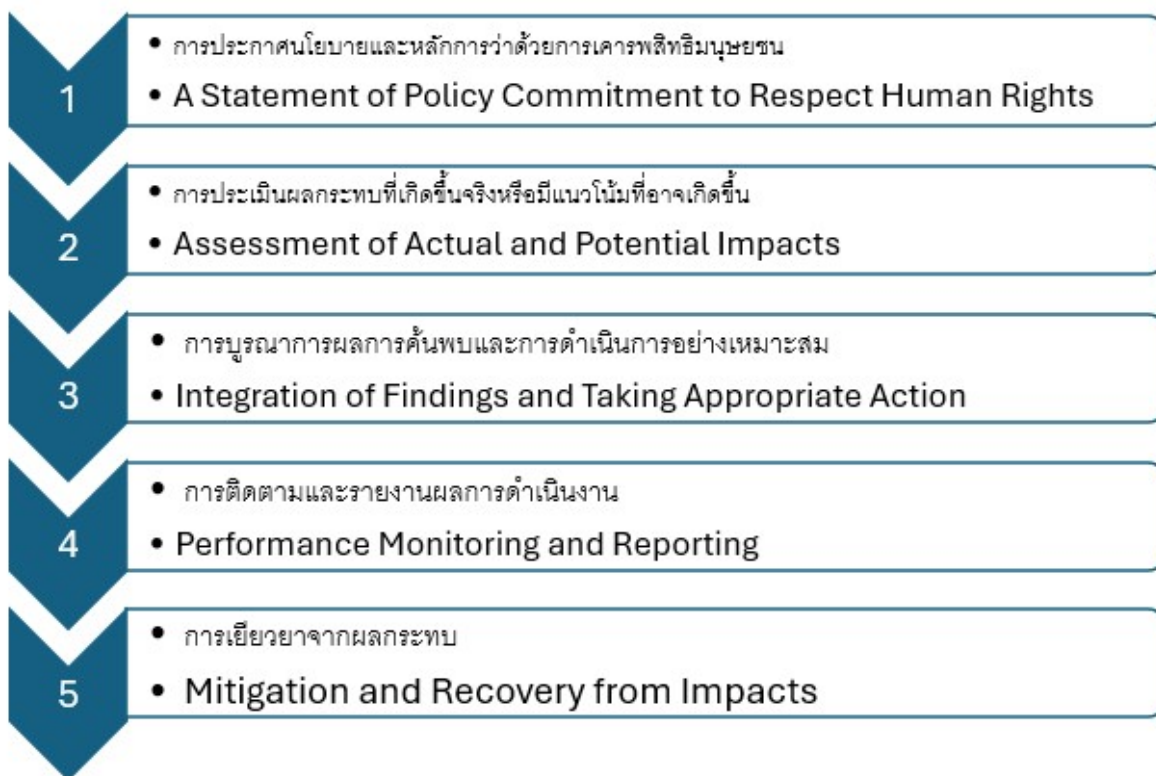 1
• การประกาศนโยบายและหลักการว่าด้วยการเคารพสิทธิมนุษยชน
• A Statement of Policy Commitment to Respect Human Rights
2
• การประเมินผลกระทบที่เกิดขึ้นจริงหรือมีแนวโน้มที่อาจเกิดขึ้น
• Assessment of Actual and Potential Impacts
3
• การบูรณาการผลการค้นพบและการดำเนินการอย่างเหมาะสม
• Integration of Findings and Taking Appropriate Action
4
• การติดตามและรายงานผลการดำเนินงาน
• Performance Monitoring and Reporting
5
• การเยียวยาจากผลกระทบ
• Mitigation and Recovery from Impacts